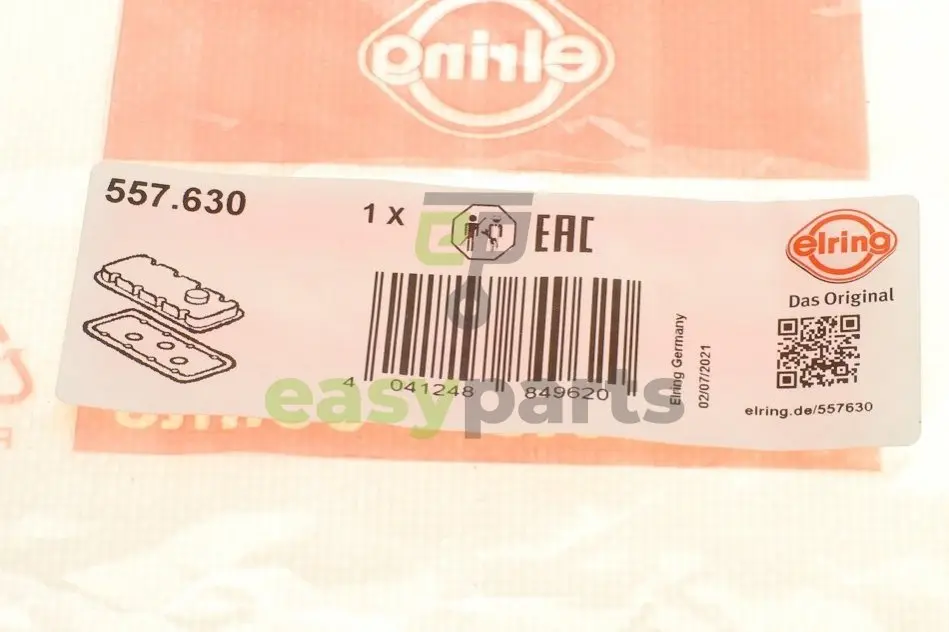 elring
557.630
1 x
EAC
elring
Das Original
4 041248 849620
Elring Germany
02/07/2021
elring.de/557630
easyparts